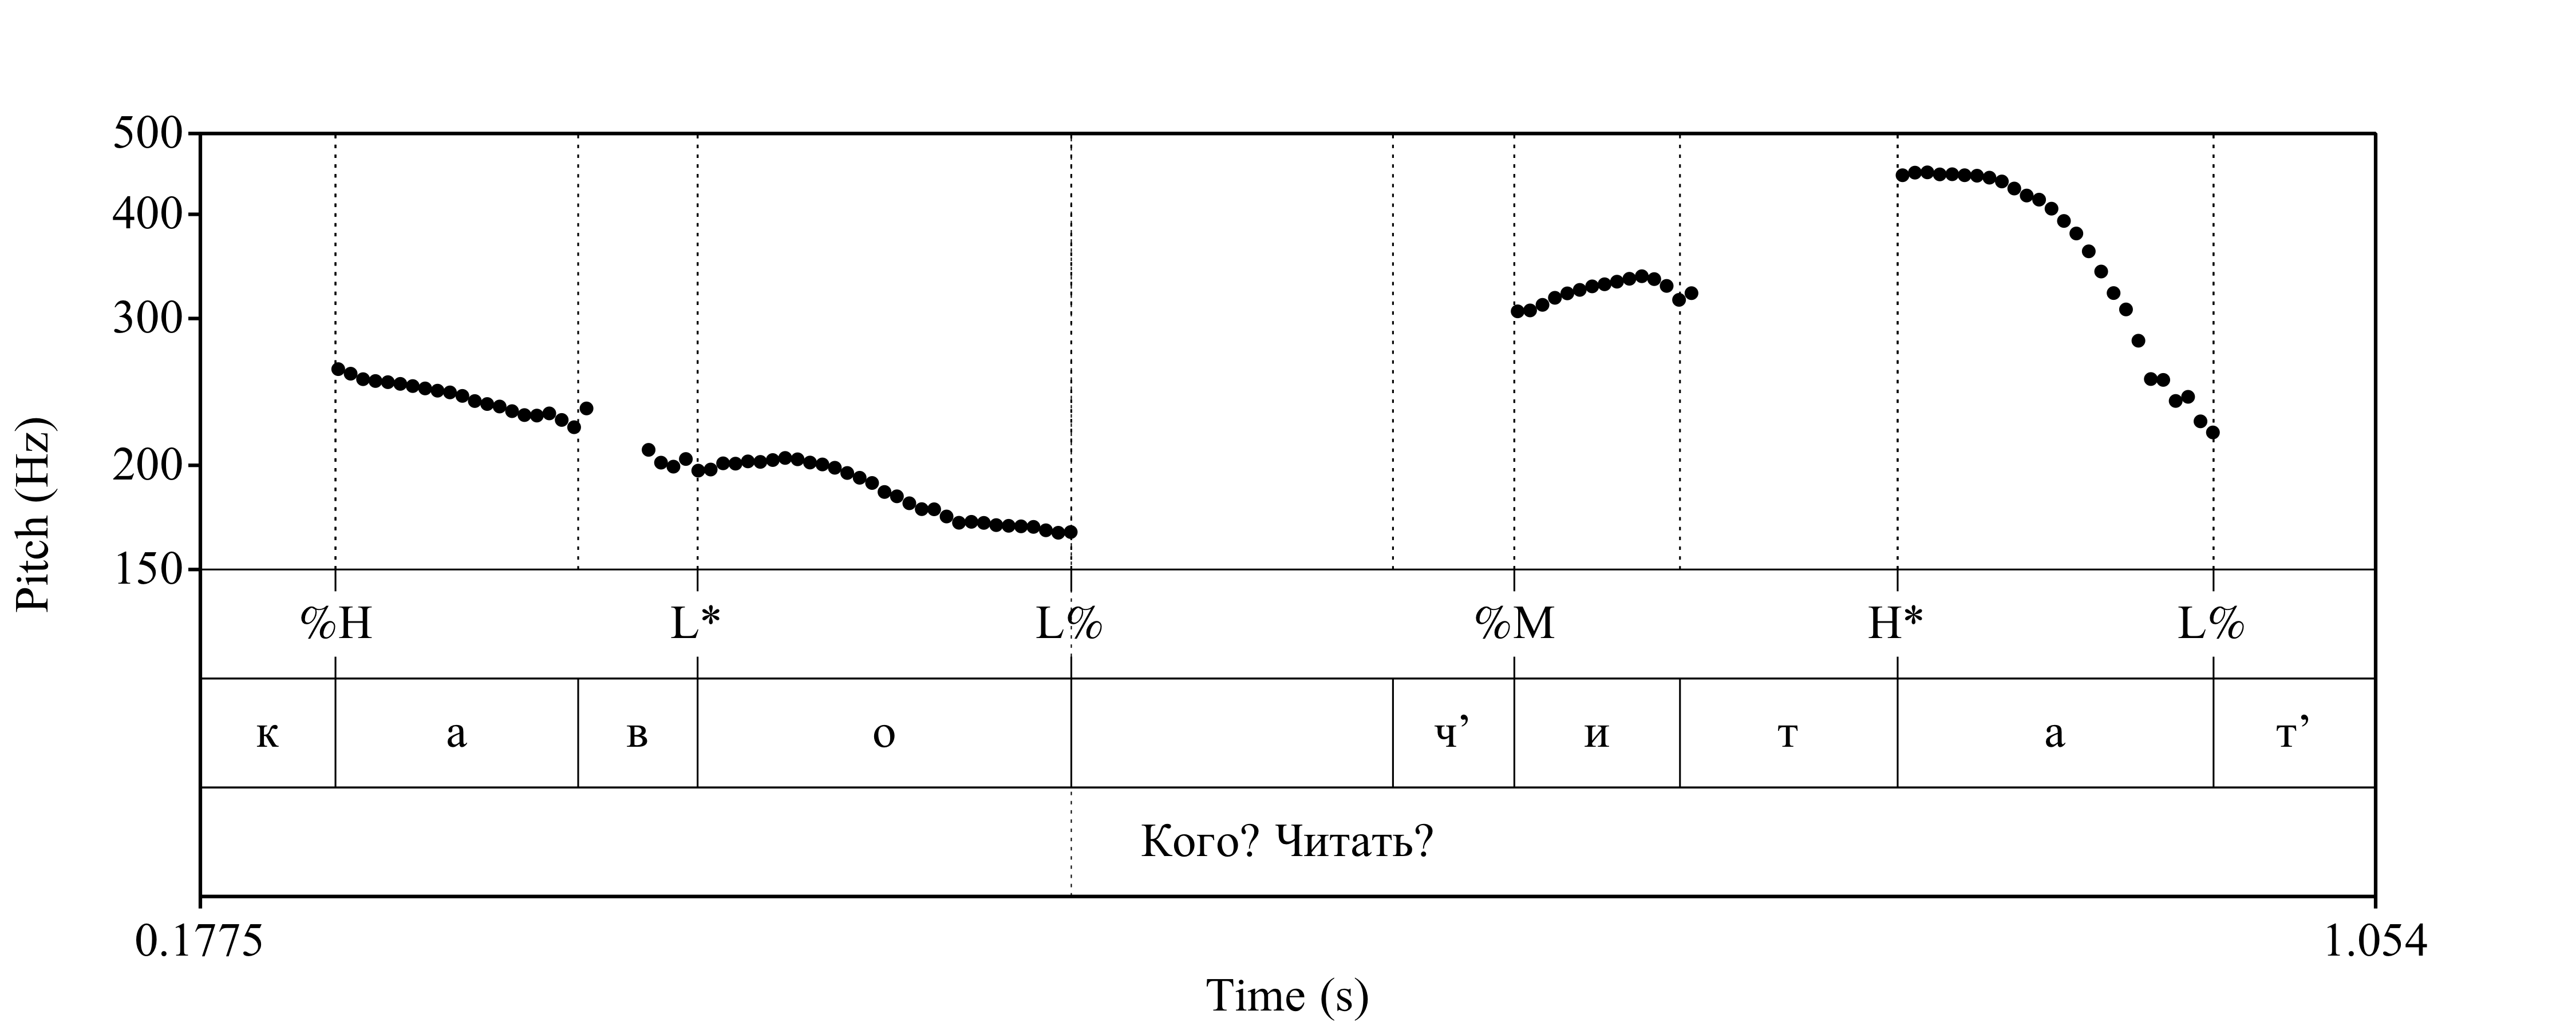 500
400
300
200
150
Pitch (Hz)
%H L* L% %M H* L%
к а в о ч’ и т а т’
Кого? Читать?
0.1775 1.054
Time (s)